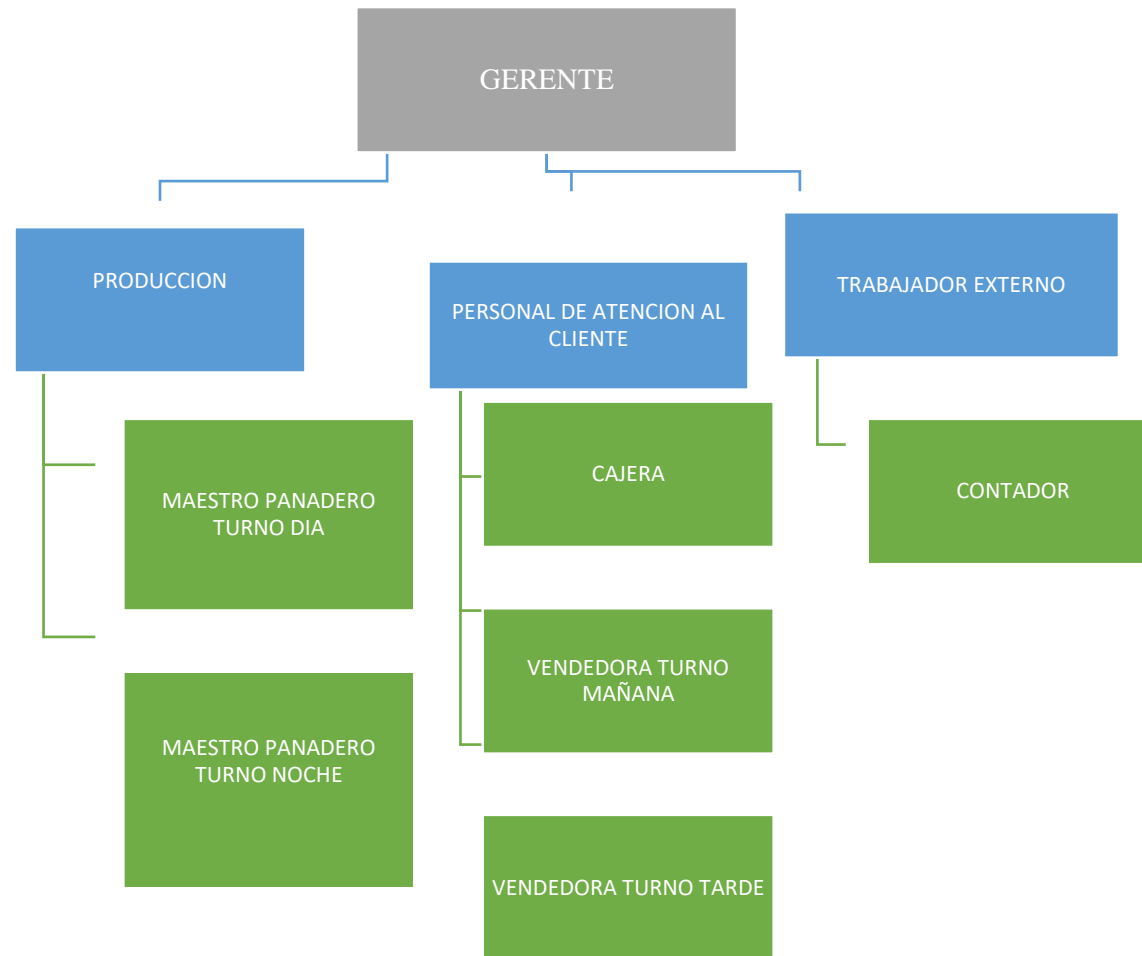 GERENTE
PRODUCCION
MAESTRO PANADERO
TURNO DIA
MAESTRO PANADERO
TURNO NOCHE
PERSONAL DE ATENCION AL
CLIENTE
CAJERA
VENDEDORA TURNO
MAÑANA
VENDEDORA TURNO TARDE
TRABAJADOR EXTERNO
CONTADOR